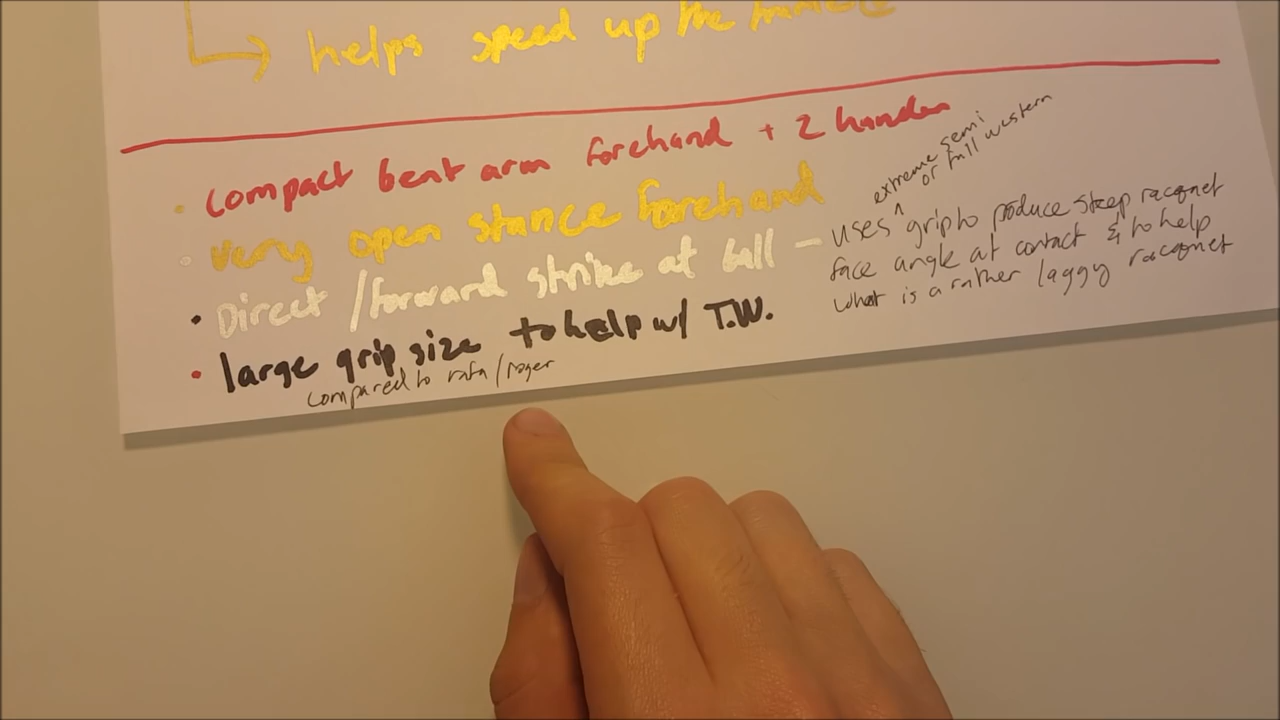 helps speed up the
compact bent arm forehand + 2 hander
very open stance forehand
Direct / forward strike at ball - uses grip to produce steep racquet
extreme semi
or full western
face angle at contact & to help
what is a rather laggy racquet
large grip size to help w/ T.W.
compared to rafa / roger